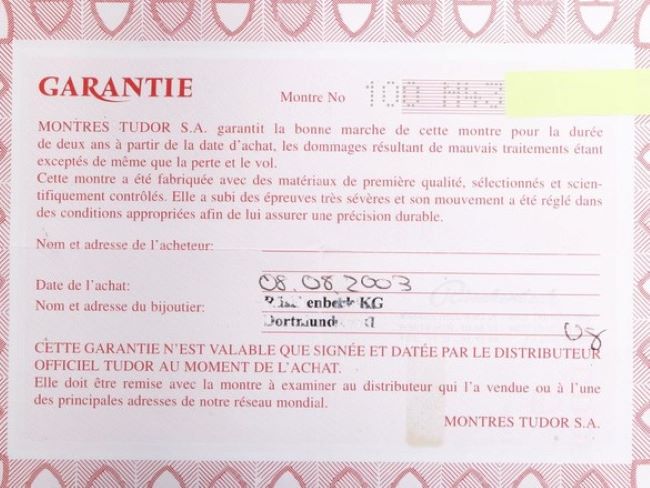 GARANTIE
Montre No
MONTRES TUDOR S.A. garantit la bonne marche de cette montre pour la durée
de deux ans à partir de la date d'achat, les dommages résultant de mauvais traitements étant
exceptés de même que la perte et le vol.
Cette montre a été fabriquée avec des matériaux de première qualité, sélectionnés et scien-
tifiquement contrôlés. Elle a subi des épreuves très sévères et son mouvement a été réglé dans
des conditions appropriées afin de lui assurer une précision durable.
Nom et adresse de l'acheteur:
Date de l'achat: 08.08.2003
Nom et adresse du bijoutier: KG
Dortmund
08
CETTE GARANTIE N'EST VALABLE QUE SIGNÉE ET DATÉE PAR LE DISTRIBUTEUR
OFFICIEL TUDOR AU MOMENT DE L'ACHAT.
Elle doit être remise avec la montre à examiner au distributeur qui l'a vendue ou à l'une
des principales adresses de notre réseau mondial.
MONTRES TUDOR S.A.